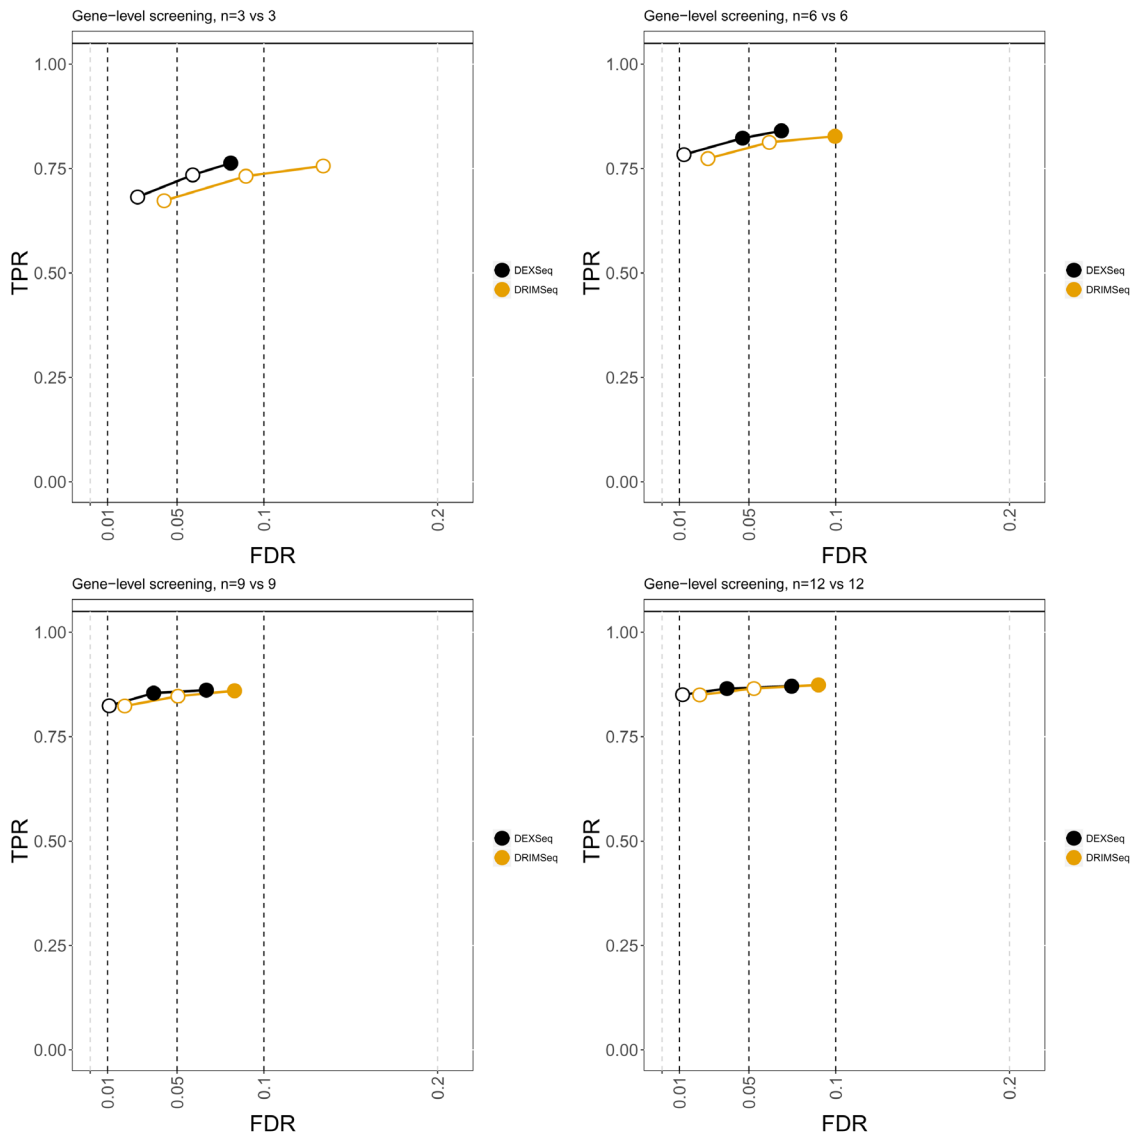 Gene−level screening, n=3 vs 3
1.00
0.75
0.50
0.25
0.00
TPR
0.01
0.05
0.1
0.2
FDR
DEXSeq
DRIMSeq
Gene−level screening, n=6 vs 6
1.00
0.75
0.50
0.25
0.00
TPR
0.01
0.05
0.1
0.2
FDR
DEXSeq
DRIMSeq
Gene−level screening, n=9 vs 9
1.00
0.75
0.50
0.25
0.00
TPR
0.01
0.05
0.1
0.2
FDR
DEXSeq
DRIMSeq
Gene−level screening, n=12 vs 12
1.00
0.75
0.50
0.25
0.00
TPR
0.01
0.05
0.1
0.2
FDR
DEXSeq
DRIMSeq